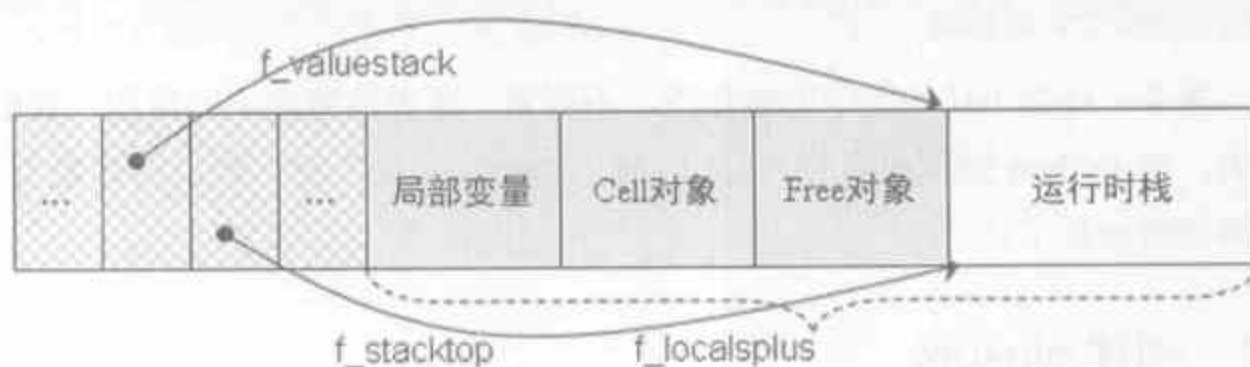 f_valuestack
...
...
局部变量
Cell对象
Free对象
运行时栈
f_stacktop
f_localsplus